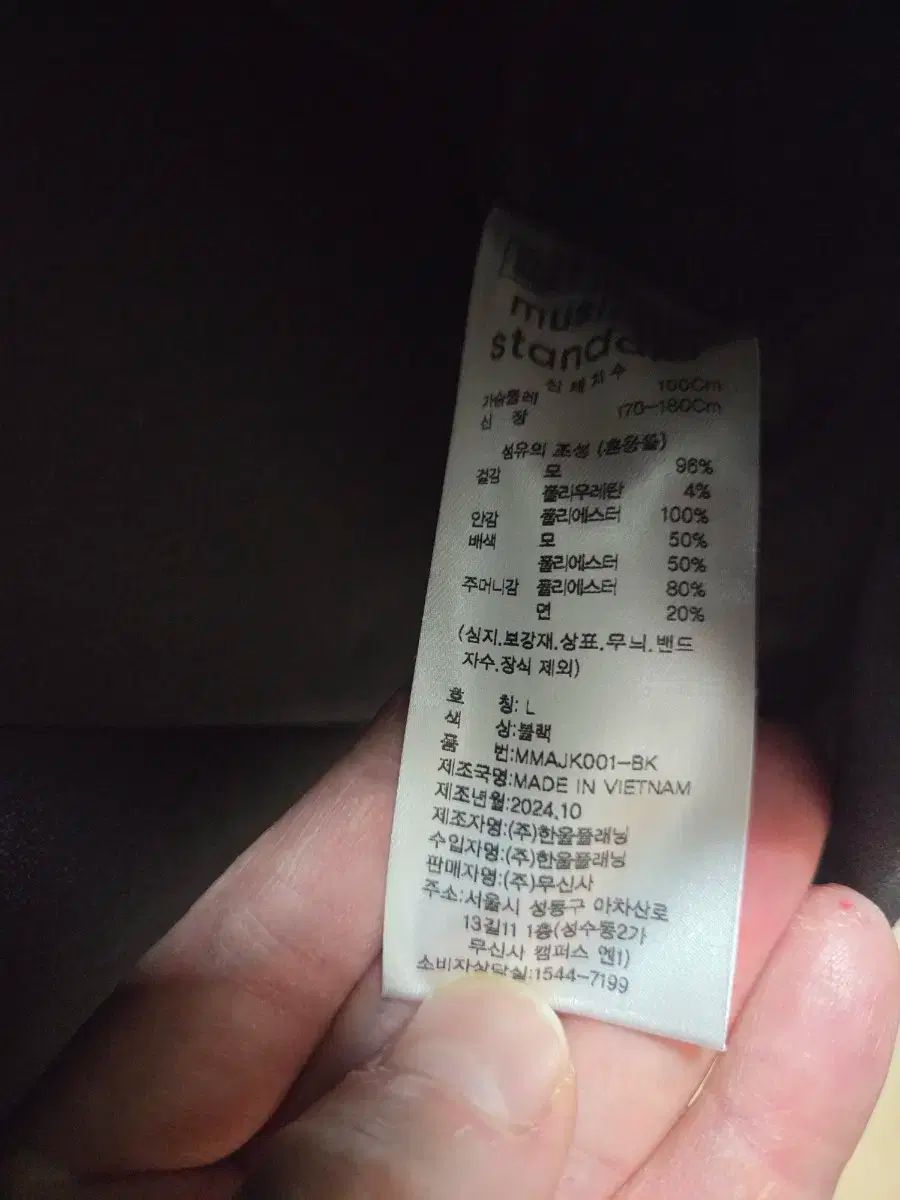 신체치수
가슴둘레 100Cm
신 장 170-180Cm
섬유의 조성 (혼용율)
겉감 모 96%
폴리우레탄 4%
안감 폴리에스터 100%
배색 모 50%
폴리에스터 50%
주머니감 폴리에스터 80%
면 20%
(심지.보강재.상표.무늬.밴드
자수.장식 제외)
호 칭: L
색 상:블랙
품 번:MMAJK001-BK
제조국명:MADE IN VIETNAM
제조년월:2024.10
제조자명:(주)한울플래닝
수입자명:(주)한울플래닝
판매자명:(주)무신사
주소:서울시 성동구 아차산로
13길11 1층(성수동2가
무신사 캠퍼스 엔1)
소비자상담실:1544-7199